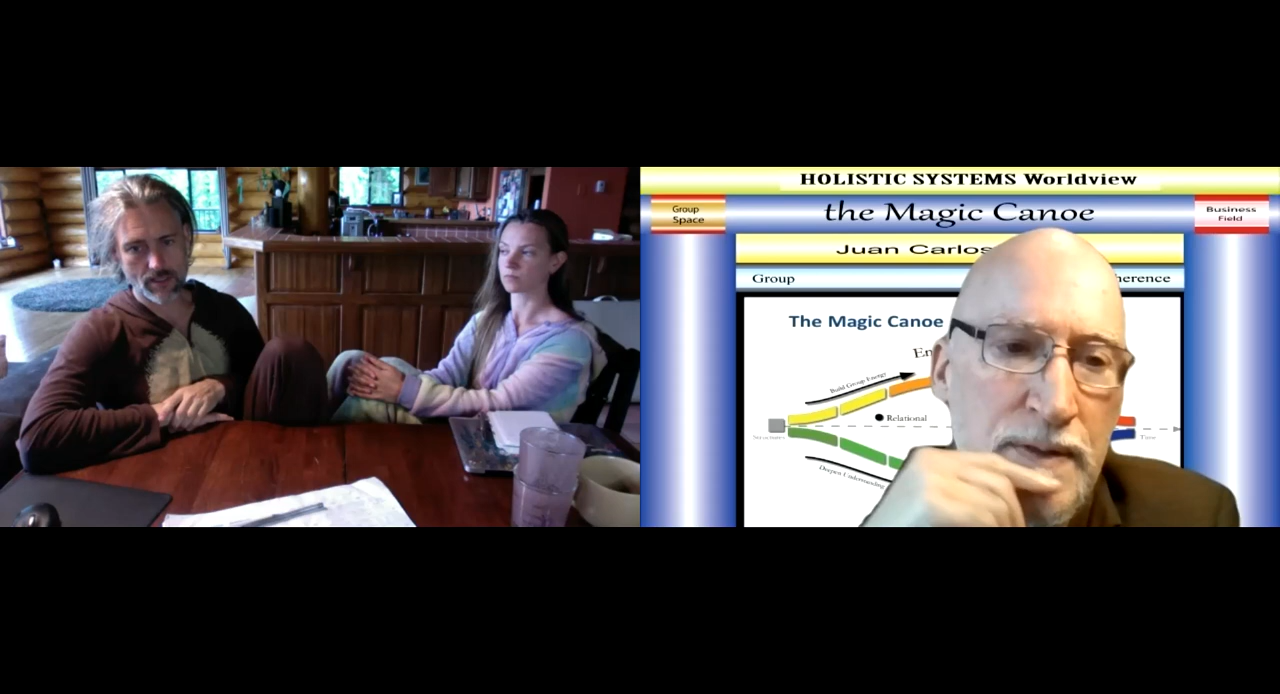 HOLISTIC SYSTEMS Worldview
Group
Space
the Magic Canoe
Business
Field
Juan Carlos
Group
The Magic Canoe
Build Group Energy
Relational
Structures
Time
Deepen Understanding